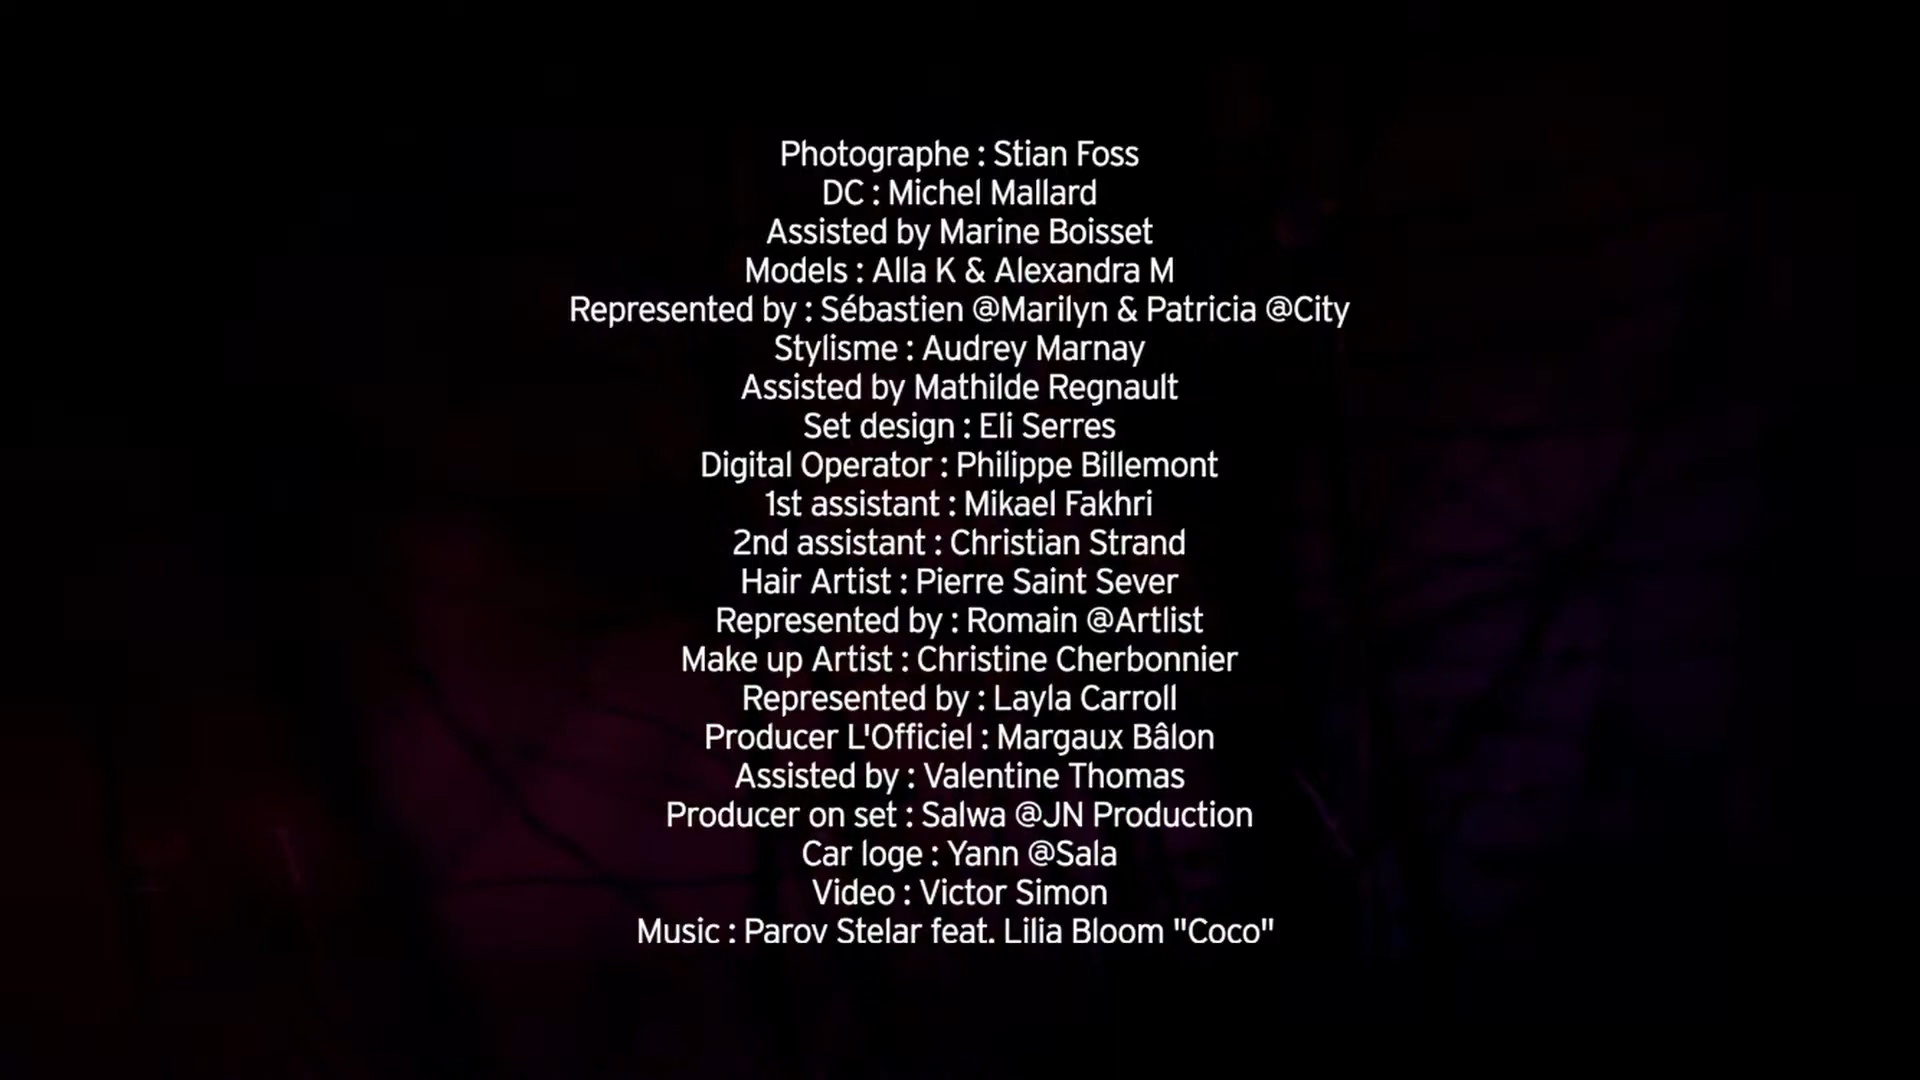 Photographe : Stian Foss
DC : Michel Mallard
Assisted by Marine Boisset
Models : Alla K & Alexandra M
Represented by : Sébastien @Marilyn & Patricia @City
Stylisme : Audrey Marnay
Assisted by Mathilde Regnault
Set design : Eli Serres
Digital Operator : Philippe Billemont
1st assistant : Mikael Fakhri
2nd assistant : Christian Strand
Hair Artist : Pierre Saint Sever
Represented by : Romain @Artlist
Make up Artist : Christine Cherbonnier
Represented by : Layla Carroll
Producer L'Officiel : Margaux Bâlon
Assisted by : Valentine Thomas
Producer on set : Salwa @JN Production
Car loge : Yann @Sala
Video : Victor Simon
Music : Parov Stelar feat. Lilia Bloom "Coco"